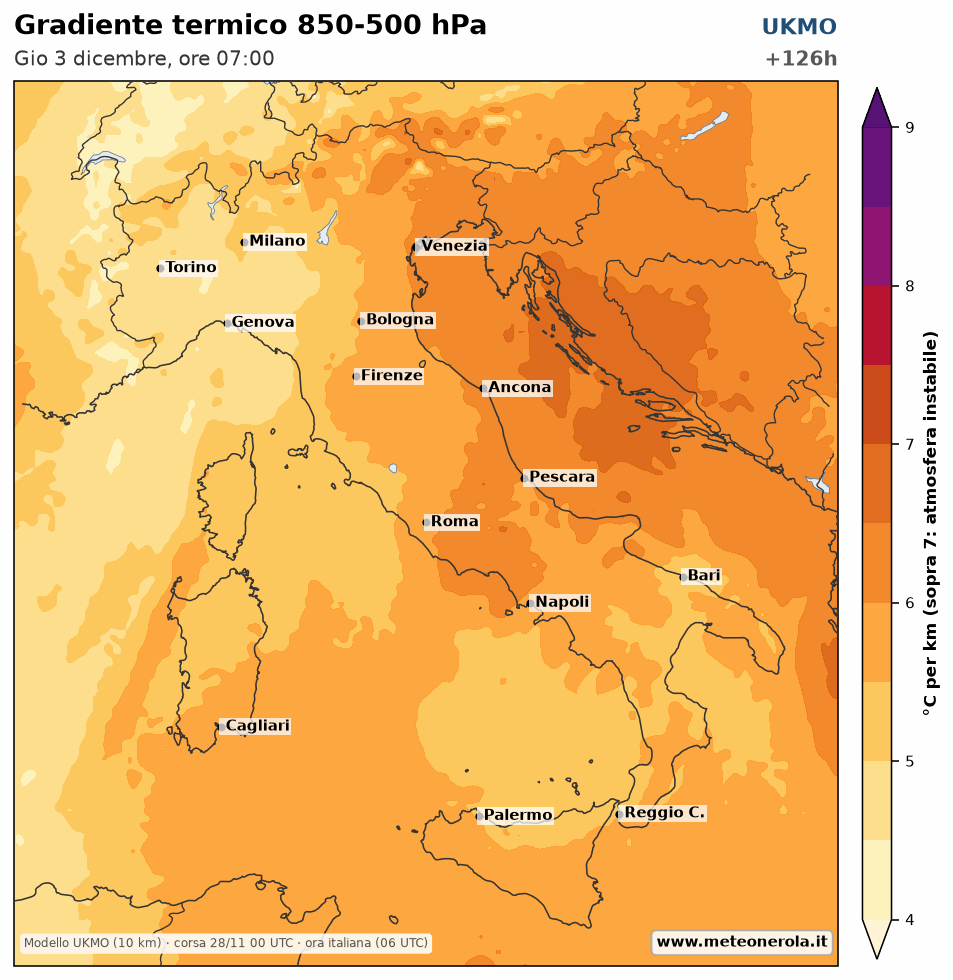 Gradiente termico 850-500 hPa
UKMO
Gio 3 dicembre, ore 07:00
+126h
9
8
7
6
5
4
°C per km (sopra 7: atmosfera instabile)
Milano
Venezia
Torino
Genova
Bologna
Firenze
Ancona
Pescara
Roma
Bari
Napoli
Cagliari
Palermo
Reggio C.
Modello UKMO (10 km) · corsa 28/11 00 UTC · ora italiana (06 UTC)
www.meteonerola.it